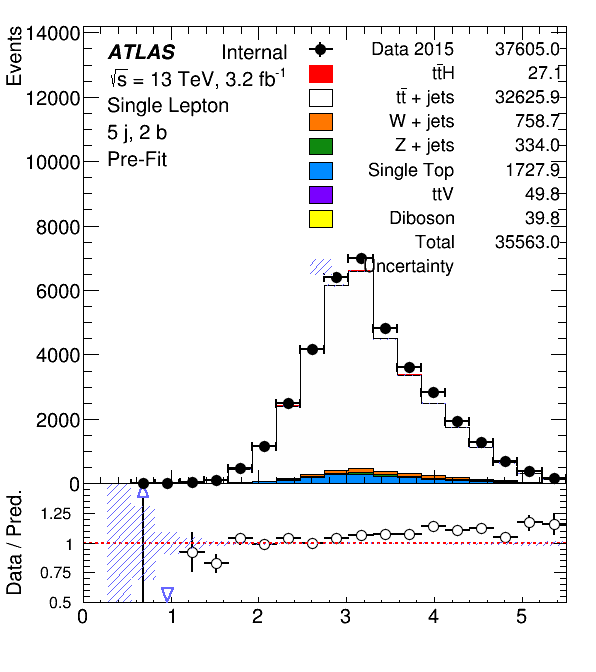 Events
14000
12000
10000
8000
6000
4000
2000
0
ATLAS Internal
√s = 13 TeV, 3.2 fb⁻¹
Single Lepton
5 j, 2 b
Pre-Fit
Data 2015 37605.0
tt̄H 27.1
tt̄ + jets 32625.9
W + jets 758.7
Z + jets 334.0
Single Top 1727.9
ttV 49.8
Diboson 39.8
Total 35563.0
Uncertainty
Data / Pred.
1.25
1
0.75
0.5
0 1 2 3 4 5